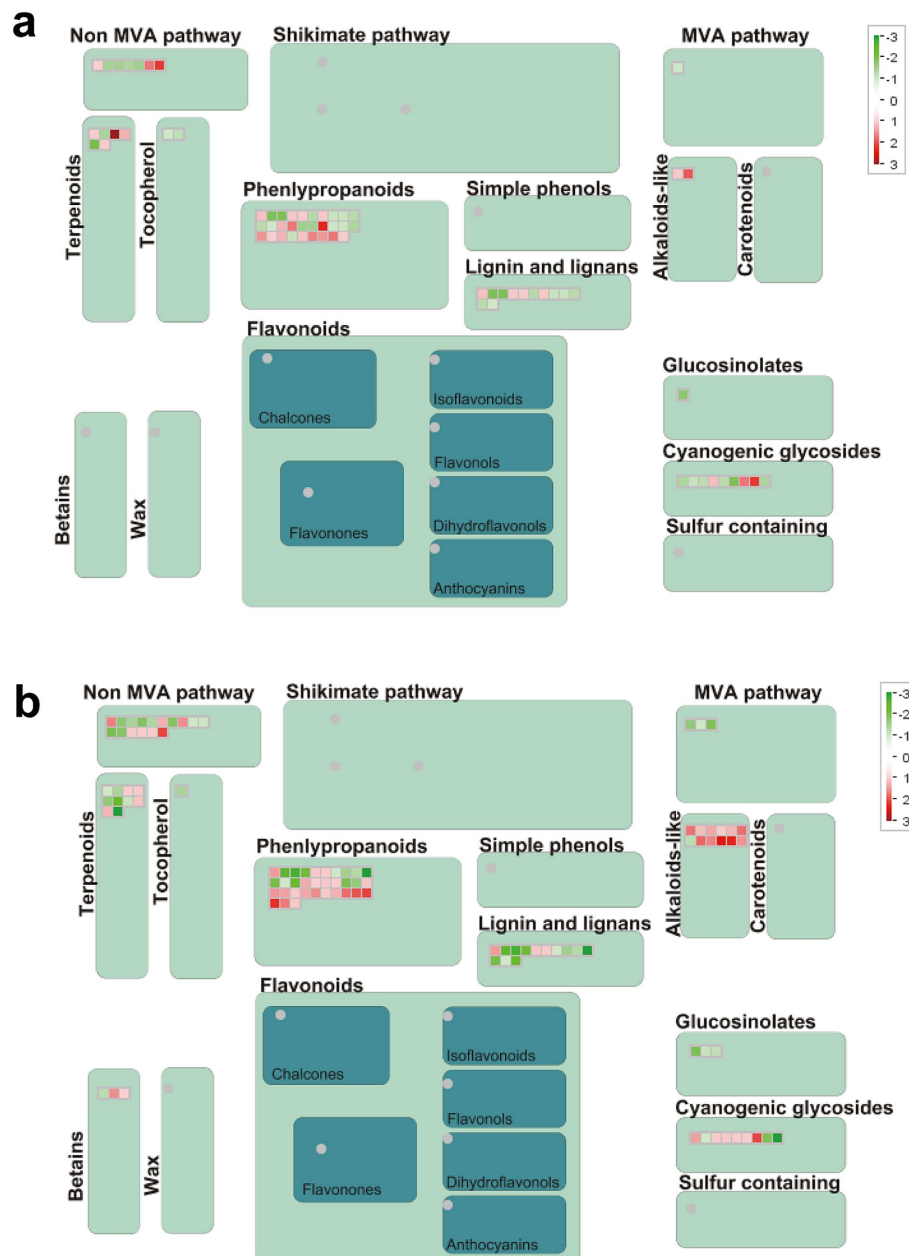 a
Non MVA pathway
Shikimate pathway
MVA pathway
-3
-2
-1
0
1
2
3
Terpenoids
Tocopherol
Phenlypropanoids
Simple phenols
Alkaloids-like
Carotenoids
Lignin and lignans
Flavonoids
Chalcones
Isoflavonoids
Flavonols
Flavonones
Dihydroflavonols
Anthocyanins
Glucosinolates
Cyanogenic glycosides
Sulfur containing
Betains
Wax
b
Non MVA pathway
Shikimate pathway
MVA pathway
-3
-2
-1
0
1
2
3
Terpenoids
Tocopherol
Phenlypropanoids
Simple phenols
Alkaloids-like
Carotenoids
Lignin and lignans
Flavonoids
Chalcones
Isoflavonoids
Flavonols
Flavonones
Dihydroflavonols
Anthocyanins
Glucosinolates
Cyanogenic glycosides
Sulfur containing
Betains
Wax